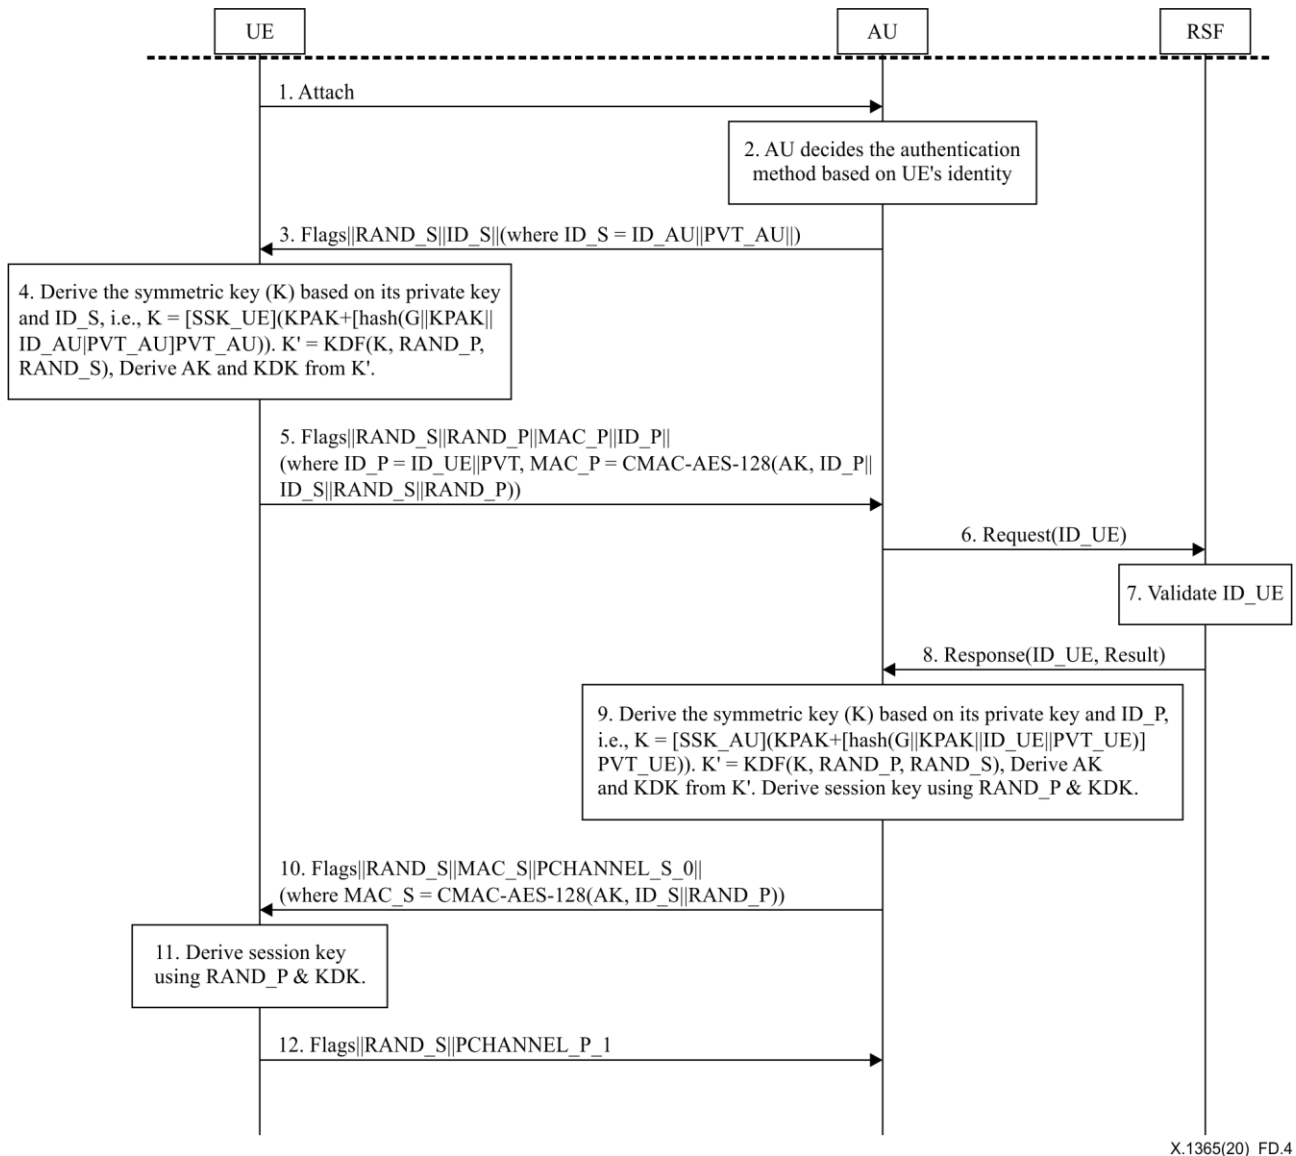 UE
AU
RSF
1. Attach
2. AU decides the authentication
method based on UE's identity
3. Flags||RAND_S||ID_S||(where ID_S = ID_AU||PVT_AU||)
4. Derive the symmetric key (K) based on its private key
and ID_S, i.e., K = [SSK_UE](KPAK+[hash(G||KPAK||
ID_AU|PVT_AU]PVT_AU)). K' = KDF(K, RAND_P,
RAND_S), Derive AK and KDK from K'.
5. Flags||RAND_S||RAND_P||MAC_P||ID_P||
(where ID_P = ID_UE||PVT, MAC_P = CMAC-AES-128(AK, ID_P||
ID_S||RAND_S||RAND_P))
6. Request(ID_UE)
7. Validate ID_UE
8. Response(ID_UE, Result)
9. Derive the symmetric key (K) based on its private key and ID_P,
i.e., K = [SSK_AU](KPAK+[hash(G||KPAK||ID_UE||PVT_UE)]
PVT_UE)). K' = KDF(K, RAND_P, RAND_S), Derive AK
and KDK from K'. Derive session key using RAND_P & KDK.
10. Flags||RAND_S||MAC_S||PCHANNEL_S_0||
(where MAC_S = CMAC-AES-128(AK, ID_S||RAND_P))
11. Derive session key
using RAND_P & KDK.
12. Flags||RAND_S||PCHANNEL_P_1
X.1365(20)_FD.4